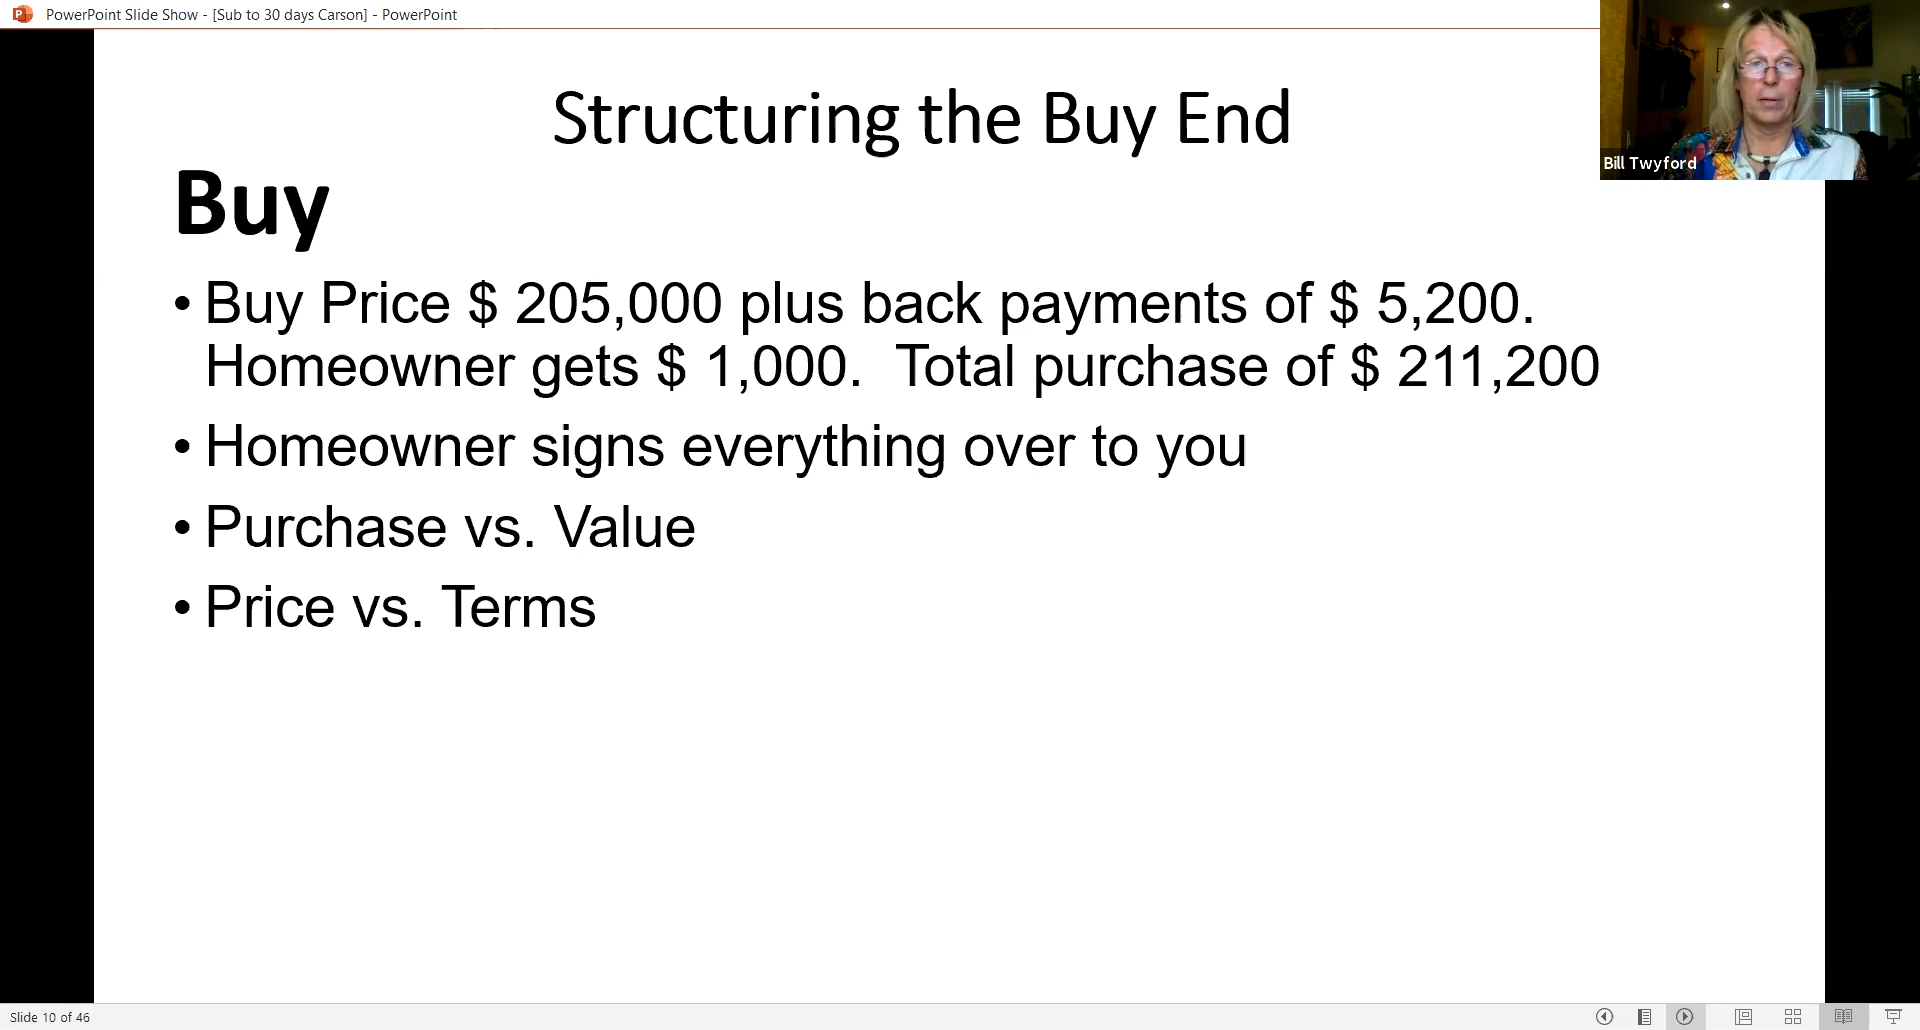 PowerPoint Slide Show - [Sub to 30 days Carson] - PowerPoint
Bill Twyford
Structuring the Buy End
Buy
• Buy Price $ 205,000 plus back payments of $ 5,200.
Homeowner gets $ 1,000.  Total purchase of $ 211,200
• Homeowner signs everything over to you
• Purchase vs. Value
• Price vs. Terms
Slide 10 of 46